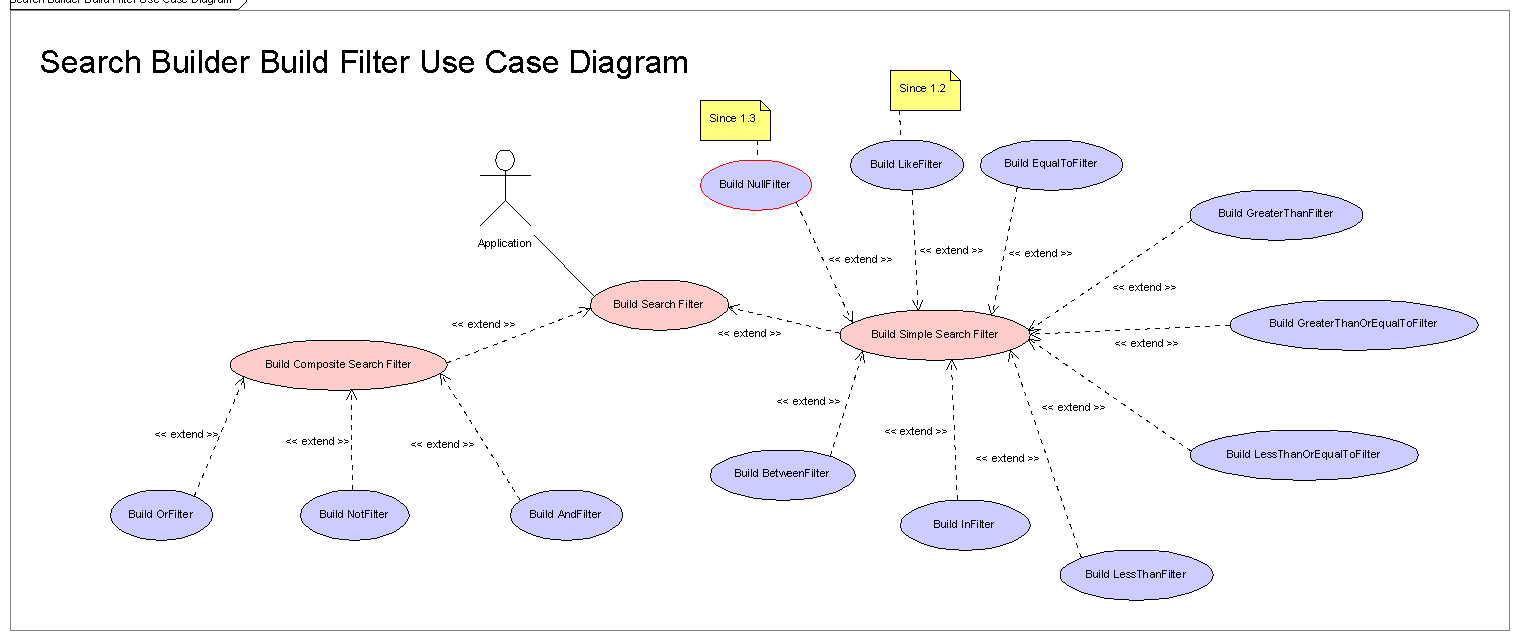 Search Builder Build Filter Use Case Diagram
Search Builder Build Filter Use Case Diagram
Since 1.2
Since 1.3
Build LikeFilter
Build EqualToFilter
Build NullFilter
Build GreaterThanFilter
Application
<< extend >>
<< extend >>
<< extend >>
<< extend >>
Build Search Filter
<< extend >>
Build GreaterThanOrEqualToFilter
<< extend >>
Build Simple Search Filter
<< extend >>
Build Composite Search Filter
<< extend >>
<< extend >>
<< extend >>
<< extend >>
<< extend >>
<< extend >>
Build LessThanOrEqualToFilter
<< extend >>
<< extend >>
Build BetweenFilter
Build OrFilter
Build NotFilter
Build AndFilter
Build InFilter
Build LessThanFilter